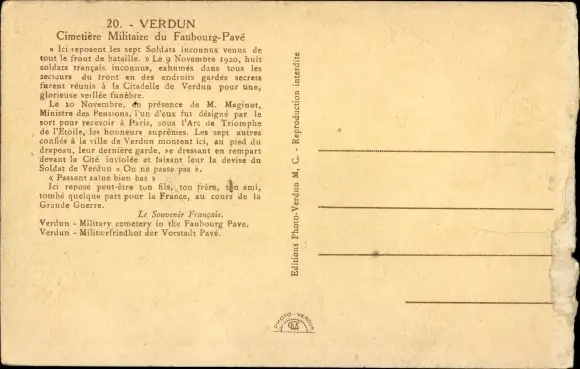 20. - VERDUN
Cimetière Militaire du Faubourg-Pavé
« Ici reposent les sept Soldats inconnus venus de
tout le front de bataille. » Le 9 Novembre 1920, huit
soldats français inconnus, exhumés dans tous les
secteurs du front en des endroits gardés secrets
furent réunis à la Citadelle de Verdun pour une,
glorieuse veillée funèbre.
Le 10 Novembre, en présence de M. Maginot,
Ministre des Pensions, l'un d'eux fut désigné par le
sort pour recevoir à Paris, sous l'Arc de Triomphe
de l'Etoile, les honneurs suprêmes. Les sept autres
confiés à la ville de Verdun montent ici, au pied du
drapeau, leur dernière garde, se dressant en rempart
devant la Cité inviolée et faisant leur la devise du
Soldat de Verdun « On ne passe pas ».
« Passant salue bien bas »
Ici repose peut-être ton fils, ton frère, ton ami,
tombé quelque part pour la France, au cours de la
Grande Guerre.
Le Souvenir Français.
Verdun - Military cemetery in the Faubourg Pave.
Verdun - Militærfriedhof der Vorstadt Pavé.
Editions Photo-Verdun M, C. - Reproduction interdite
PHOTO - VERDUN